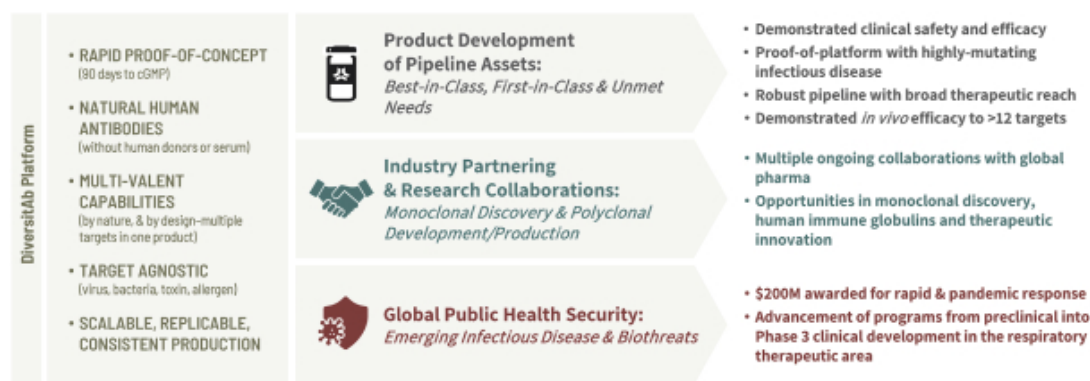 DiversitAb Platform
• RAPID PROOF-OF-CONCEPT
(90 days to cGMP)
• NATURAL HUMAN
ANTIBODIES
(without human donors or serum)
• MULTI-VALENT
CAPABILITIES
(by nature, & by design-multiple
targets in one product)
• TARGET AGNOSTIC
(virus, bacteria, toxin, allergen)
• SCALABLE, REPLICABLE,
CONSISTENT PRODUCTION
Product Development
of Pipeline Assets:
Best-in-Class, First-in-Class & Unmet
Needs
• Demonstrated clinical safety and efficacy
• Proof-of-platform with highly-mutating
infectious disease
• Robust pipeline with broad therapeutic reach
• Demonstrated in vivo efficacy to >12 targets
Industry Partnering
& Research Collaborations:
Monoclonal Discovery & Polyclonal
Development/Production
• Multiple ongoing collaborations with global
pharma
• Opportunities in monoclonal discovery,
human immune globulins and therapeutic
innovation
Global Public Health Security:
Emerging Infectious Disease & Biothreats
• $200M awarded for rapid & pandemic response
• Advancement of programs from preclinical into
Phase 3 clinical development in the respiratory
therapeutic area